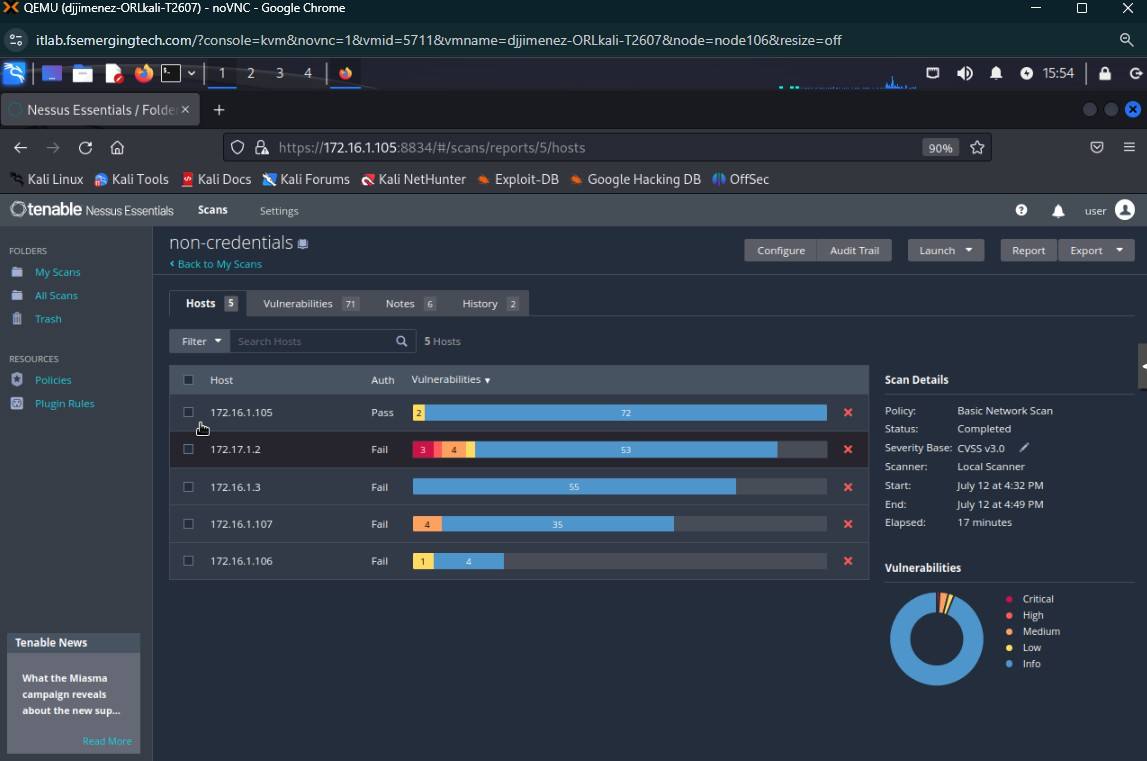 QEMU (djjimenez-ORLkali-T2607) - noVNC - Google Chrome
itlab.fsemergingtech.com/?console=kvm&novnc=1&vmid=5711&vmname=djjimenez-ORLkali-T2607&node=node106&resize=off
1 2 3 4 15:54
Nessus Essentials / Folde
https://172.16.1.105:8834/#/scans/reports/5/hosts 90%
Kali Linux Kali Tools Kali Docs Kali Forums Kali NetHunter Exploit-DB Google Hacking DB OffSec
tenable Nessus Essentials Scans Settings user
FOLDERS
My Scans
All Scans
Trash
RESOURCES
Policies
Plugin Rules
Tenable News
What the Miasma
campaign reveals
about the new sup...
Read More
non-credentials
Back to My Scans
Configure Audit Trail Launch Report Export
Hosts 5 Vulnerabilities 71 Notes 6 History 2
Filter Search Hosts 5 Hosts
Host Auth Vulnerabilities
172.16.1.105 Pass 2 72
172.17.1.2 Fail 3 4 53
172.16.1.3 Fail 55
172.16.1.107 Fail 4 35
172.16.1.106 Fail 1 4
Scan Details
Policy: Basic Network Scan
Status: Completed
Severity Base: CVSS v3.0
Scanner: Local Scanner
Start: July 12 at 4:32 PM
End: July 12 at 4:49 PM
Elapsed: 17 minutes
Vulnerabilities
Critical
High
Medium
Low
Info